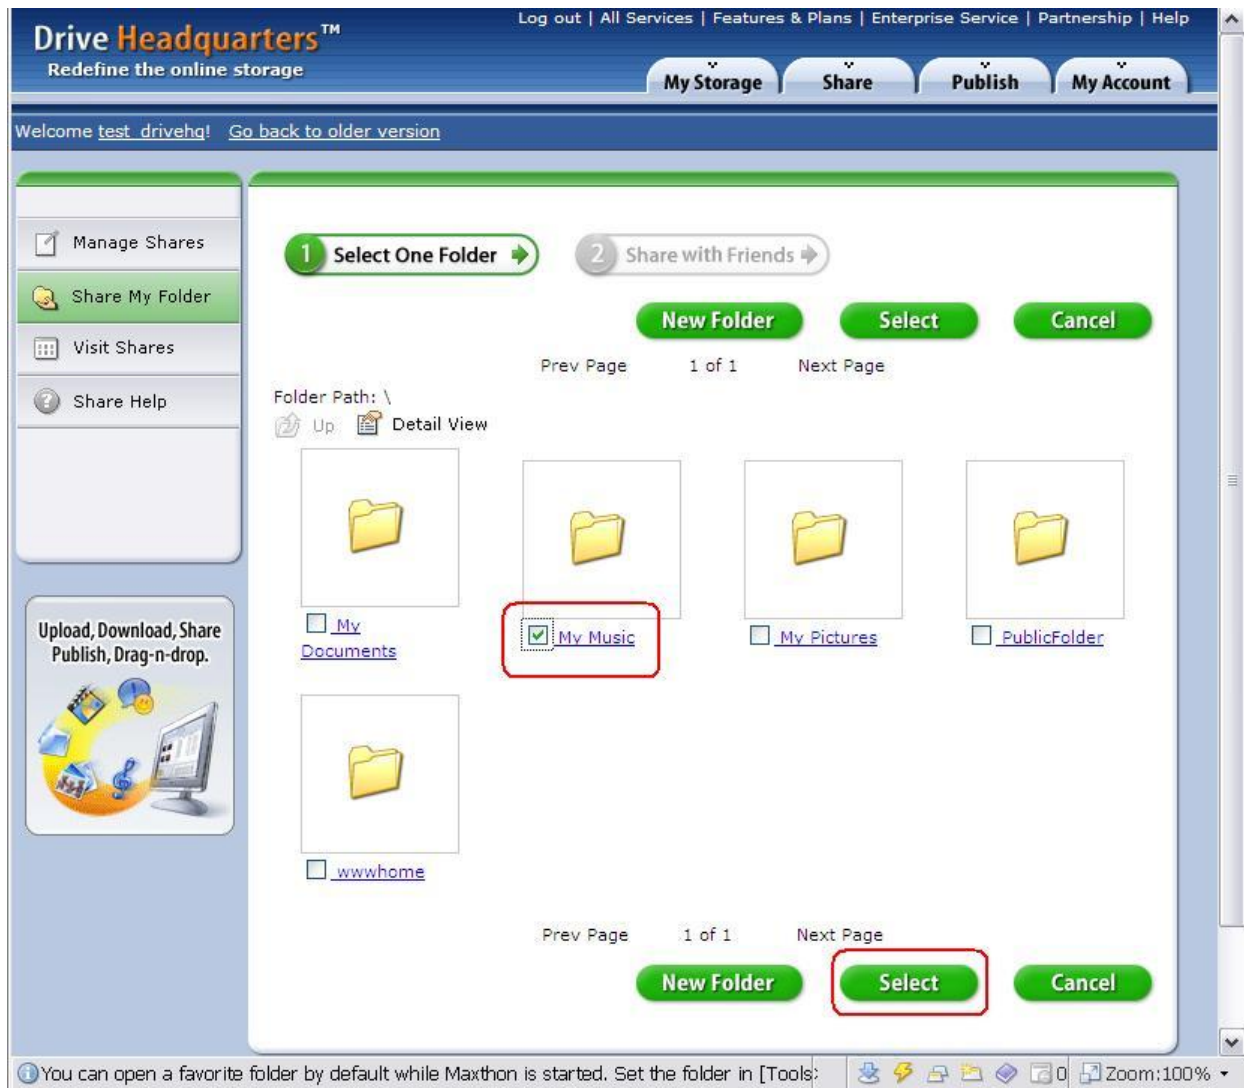 Log out | All Services | Features & Plans | Enterprise Service | Partnership | Help
Drive Headquarters™
Redefine the online storage
My Storage Share Publish My Account
Welcome test_drivehq! Go back to older version
Manage Shares
Share My Folder
Visit Shares
Share Help
Upload, Download, Share
Publish, Drag-n-drop.
1 Select One Folder 2 Share with Friends
New Folder Select Cancel
Prev Page 1 of 1 Next Page
Folder Path: \
Up Detail View
My
Documents
My Music
My Pictures
PublicFolder
wwwhome
Prev Page 1 of 1 Next Page
New Folder Select Cancel
You can open a favorite folder by default while Maxthon is started. Set the folder in [Tools 0 Zoom:100%